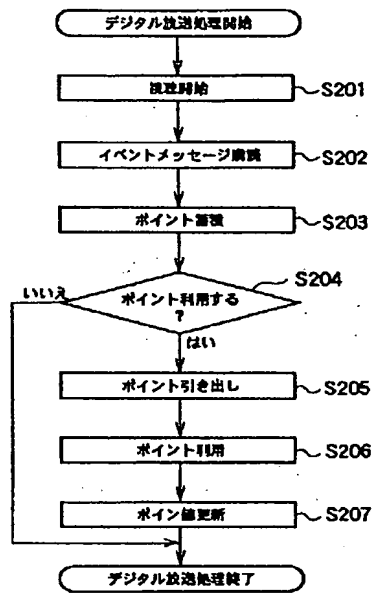 デジタル放送処理開始
視聴開始
S201
イベントメッセージ購読
S202
ポイント蓄積
S203
ポイント利用する
?
S204
いいえ
はい
ポイント引き出し
S205
ポイント利用
S206
ポイン値更新
S207
デジタル放送処理終了